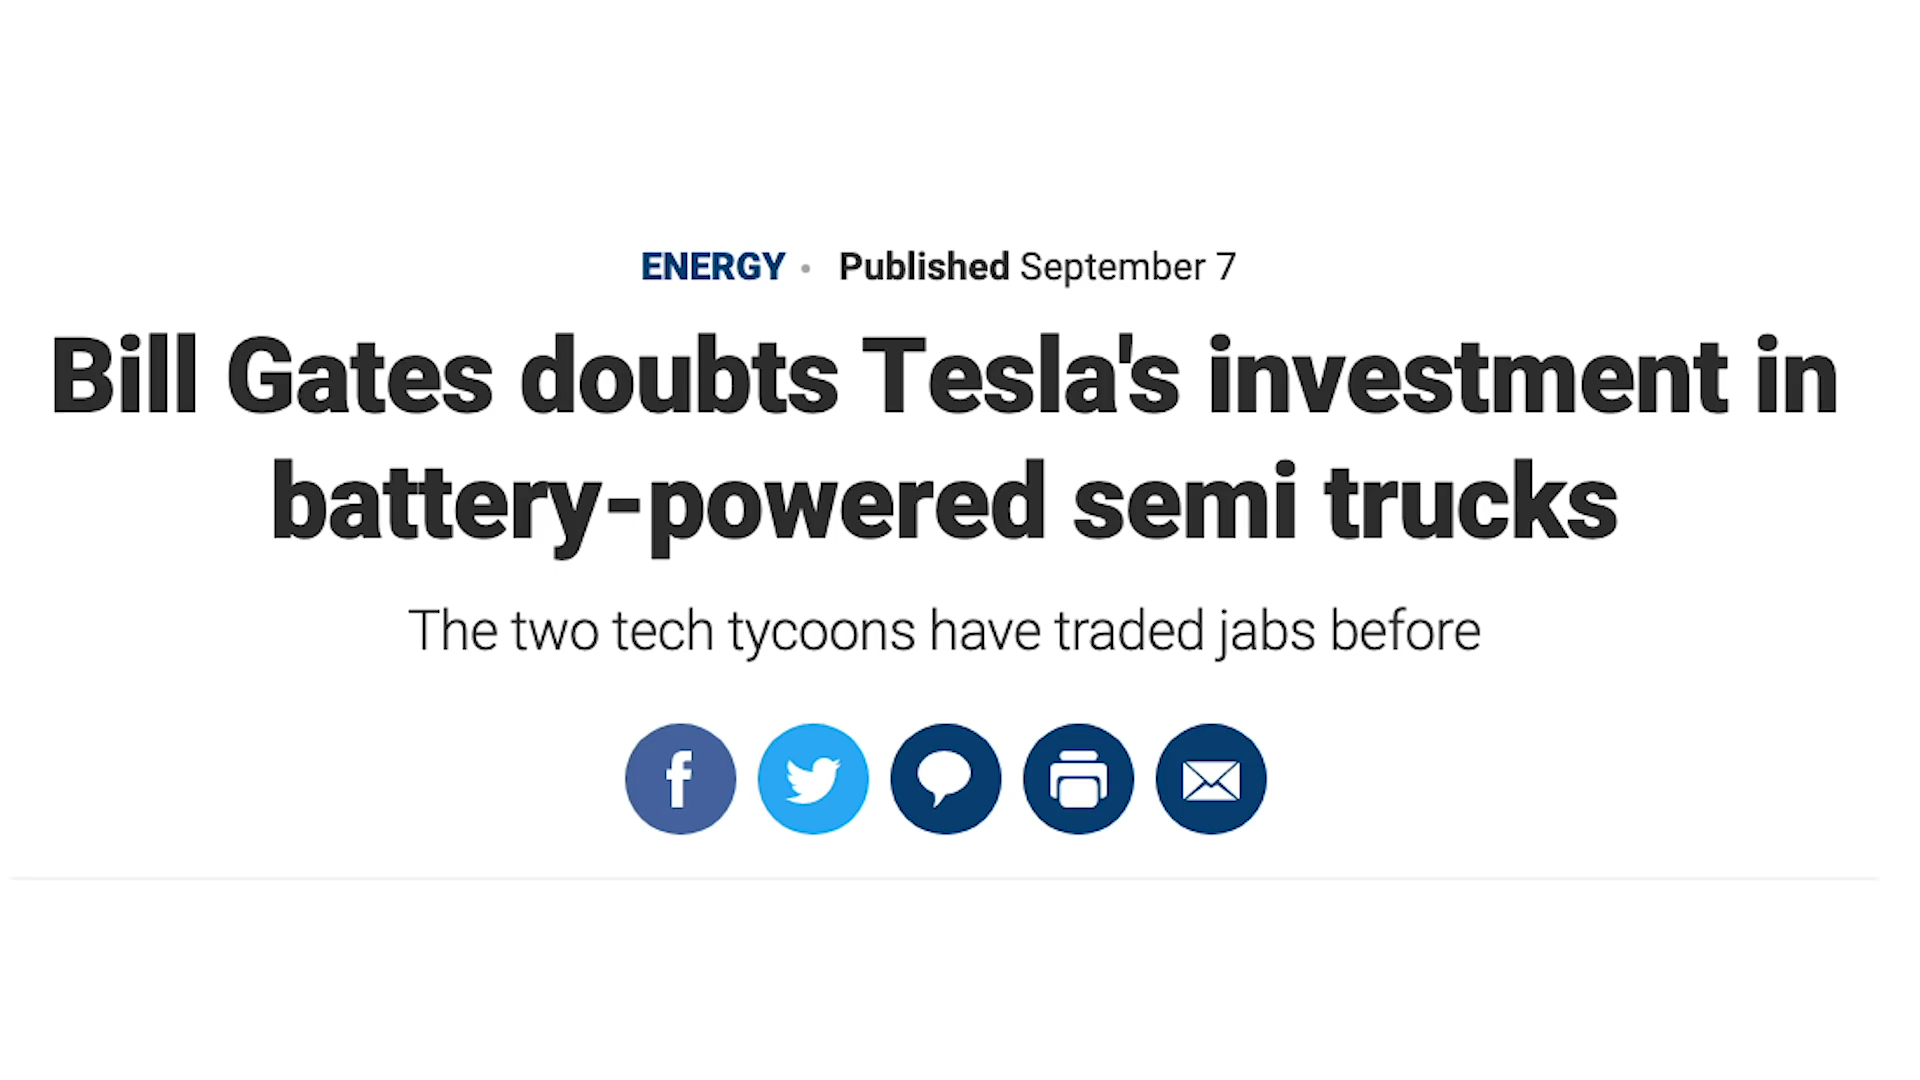 ENERGY • Published September 7
Bill Gates doubts Tesla's investment in
battery-powered semi trucks
The two tech tycoons have traded jabs before